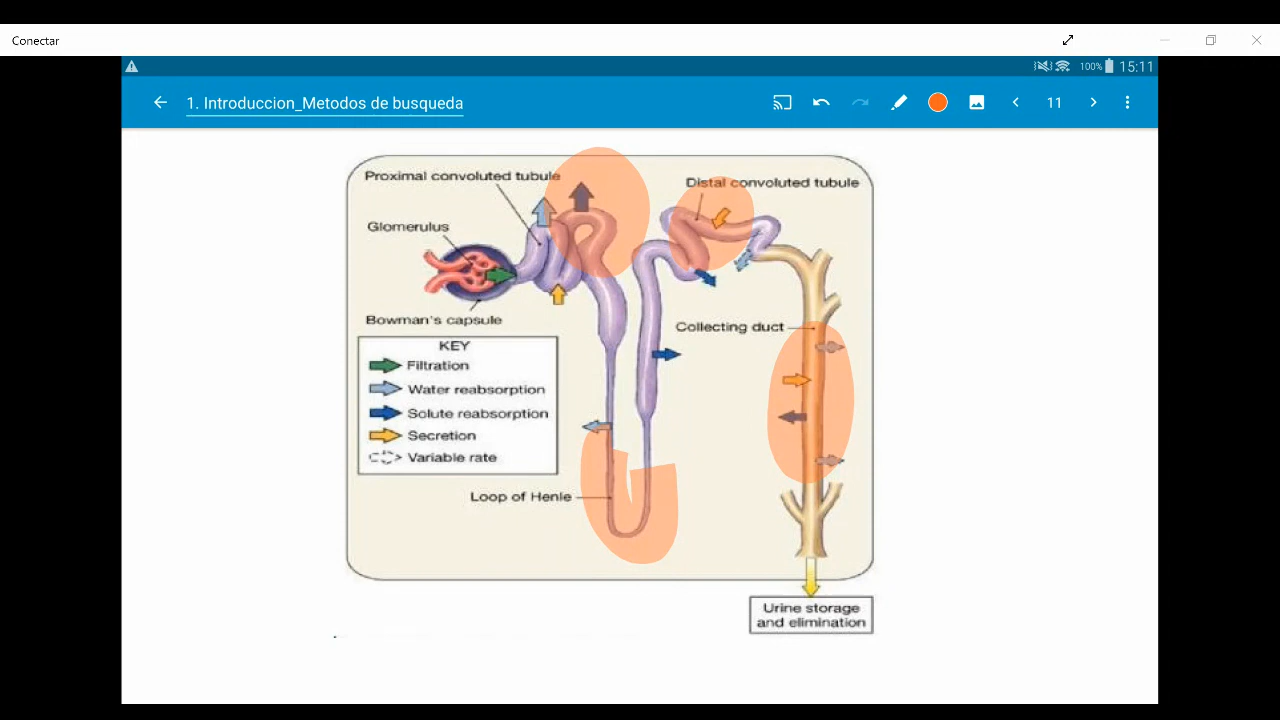 Conectar
100% 15:11
1. Introduccion_Metodos de busqueda
11
Proximal convoluted tubule
Distal convoluted tubule
Glomerulus
Bowman's capsule
Collecting duct
KEY
Filtration
Water reabsorption
Solute reabsorption
Secretion
Variable rate
Loop of Henle
Urine storage
and elimination